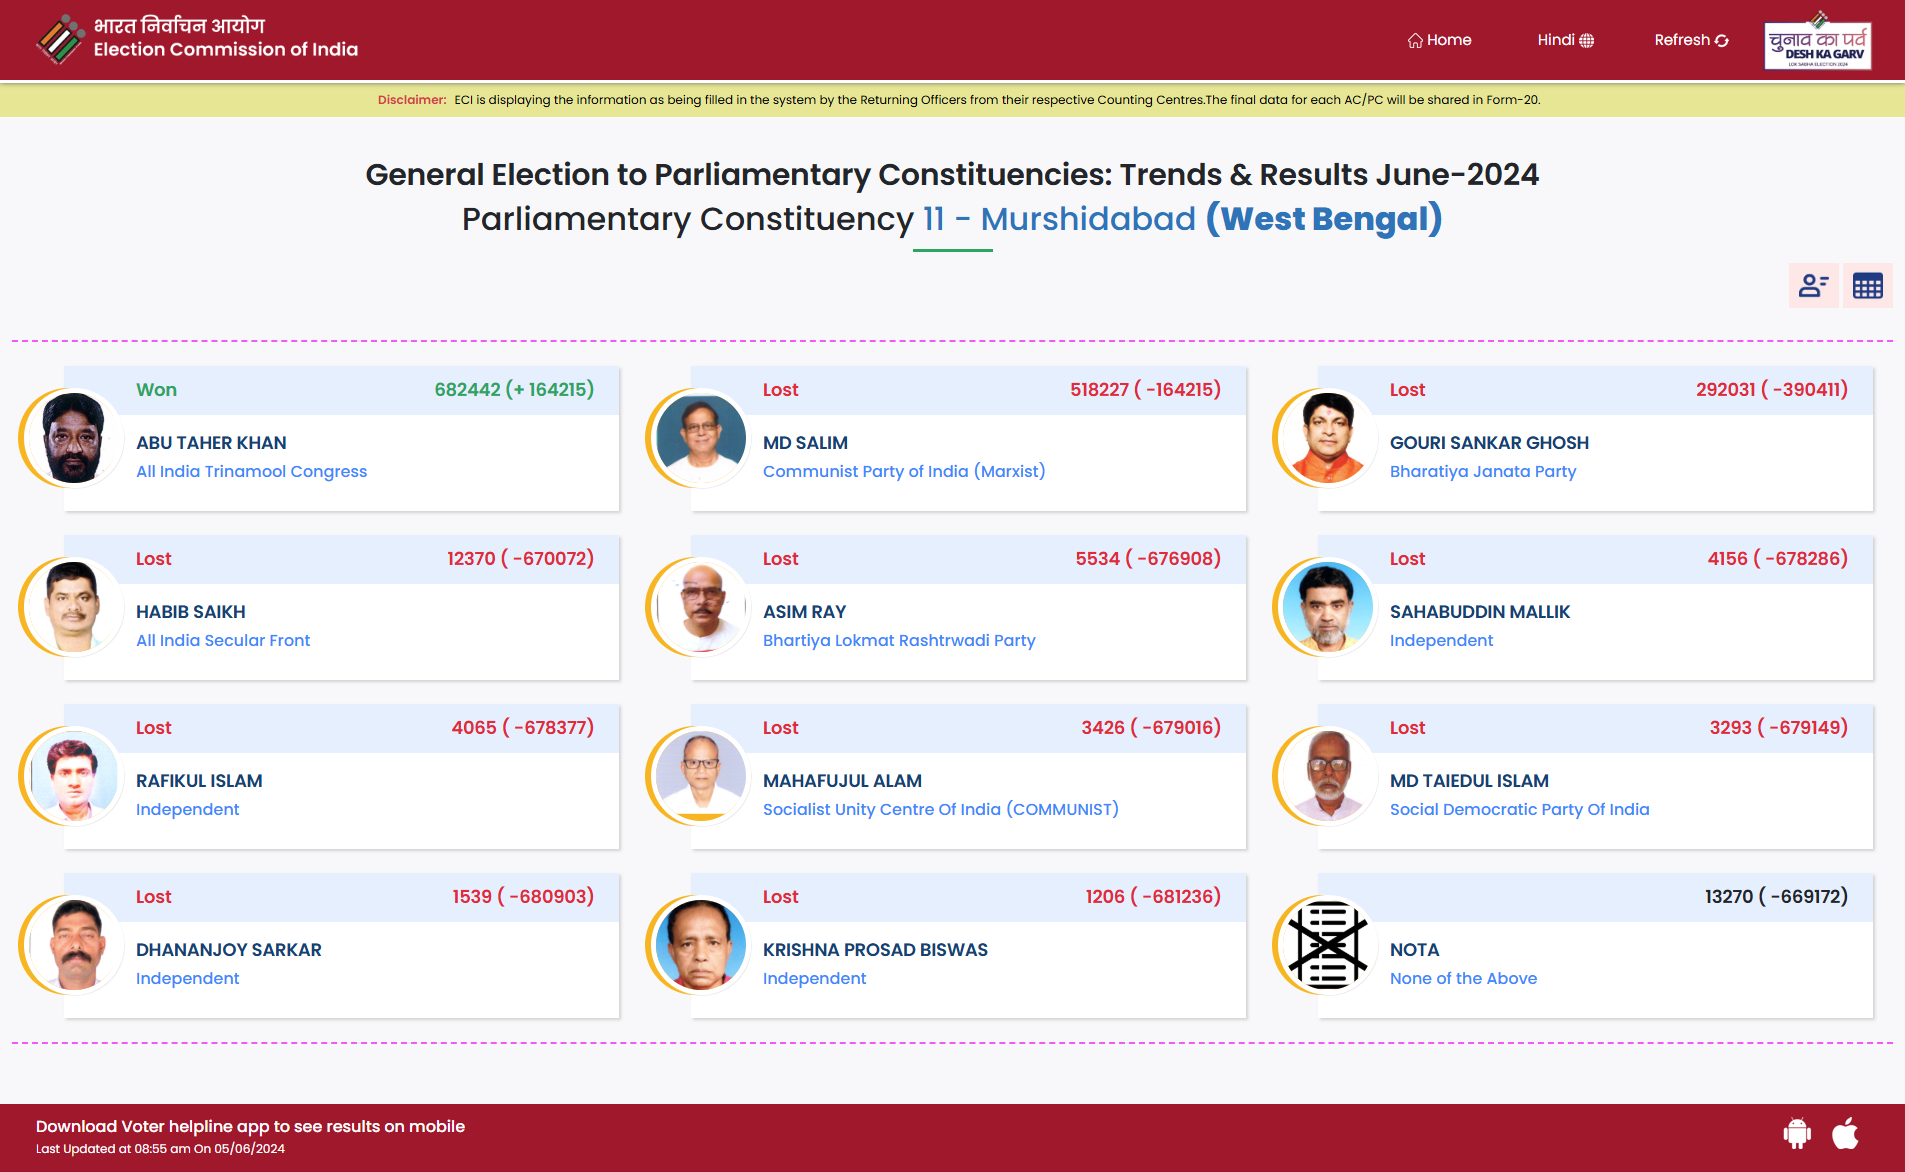 भारत निर्वाचन आयोग
Election Commission of India
Home
Hindi
Refresh
चुनाव का पर्व
DESH KA GARV
LOK SABHA ELECTION 2024
Disclaimer: ECI is displaying the information as being filled in the system by the Returning Officers from their respective Counting Centres.The final data for each AC/PC will be shared in Form-20.
General Election to Parliamentary Constituencies: Trends & Results June-2024
Parliamentary Constituency 11 - Murshidabad (West Bengal)
Won 682442 (+ 164215)
ABU TAHER KHAN
All India Trinamool Congress
Lost 518227 ( -164215)
MD SALIM
Communist Party of India (Marxist)
Lost 292031 ( -390411)
GOURI SANKAR GHOSH
Bharatiya Janata Party
Lost 12370 ( -670072)
HABIB SAIKH
All India Secular Front
Lost 5534 ( -676908)
ASIM RAY
Bhartiya Lokmat Rashtrwadi Party
Lost 4156 ( -678286)
SAHABUDDIN MALLIK
Independent
Lost 4065 ( -678377)
RAFIKUL ISLAM
Independent
Lost 3426 ( -679016)
MAHAFUJUL ALAM
Socialist Unity Centre Of India (COMMUNIST)
Lost 3293 ( -679149)
MD TAIEDUL ISLAM
Social Democratic Party Of India
Lost 1539 ( -680903)
DHANANJOY SARKAR
Independent
Lost 1206 ( -681236)
KRISHNA PROSAD BISWAS
Independent
13270 ( -669172)
NOTA
None of the Above
Download Voter helpline app to see results on mobile
Last Updated at 08:55 am On 05/06/2024